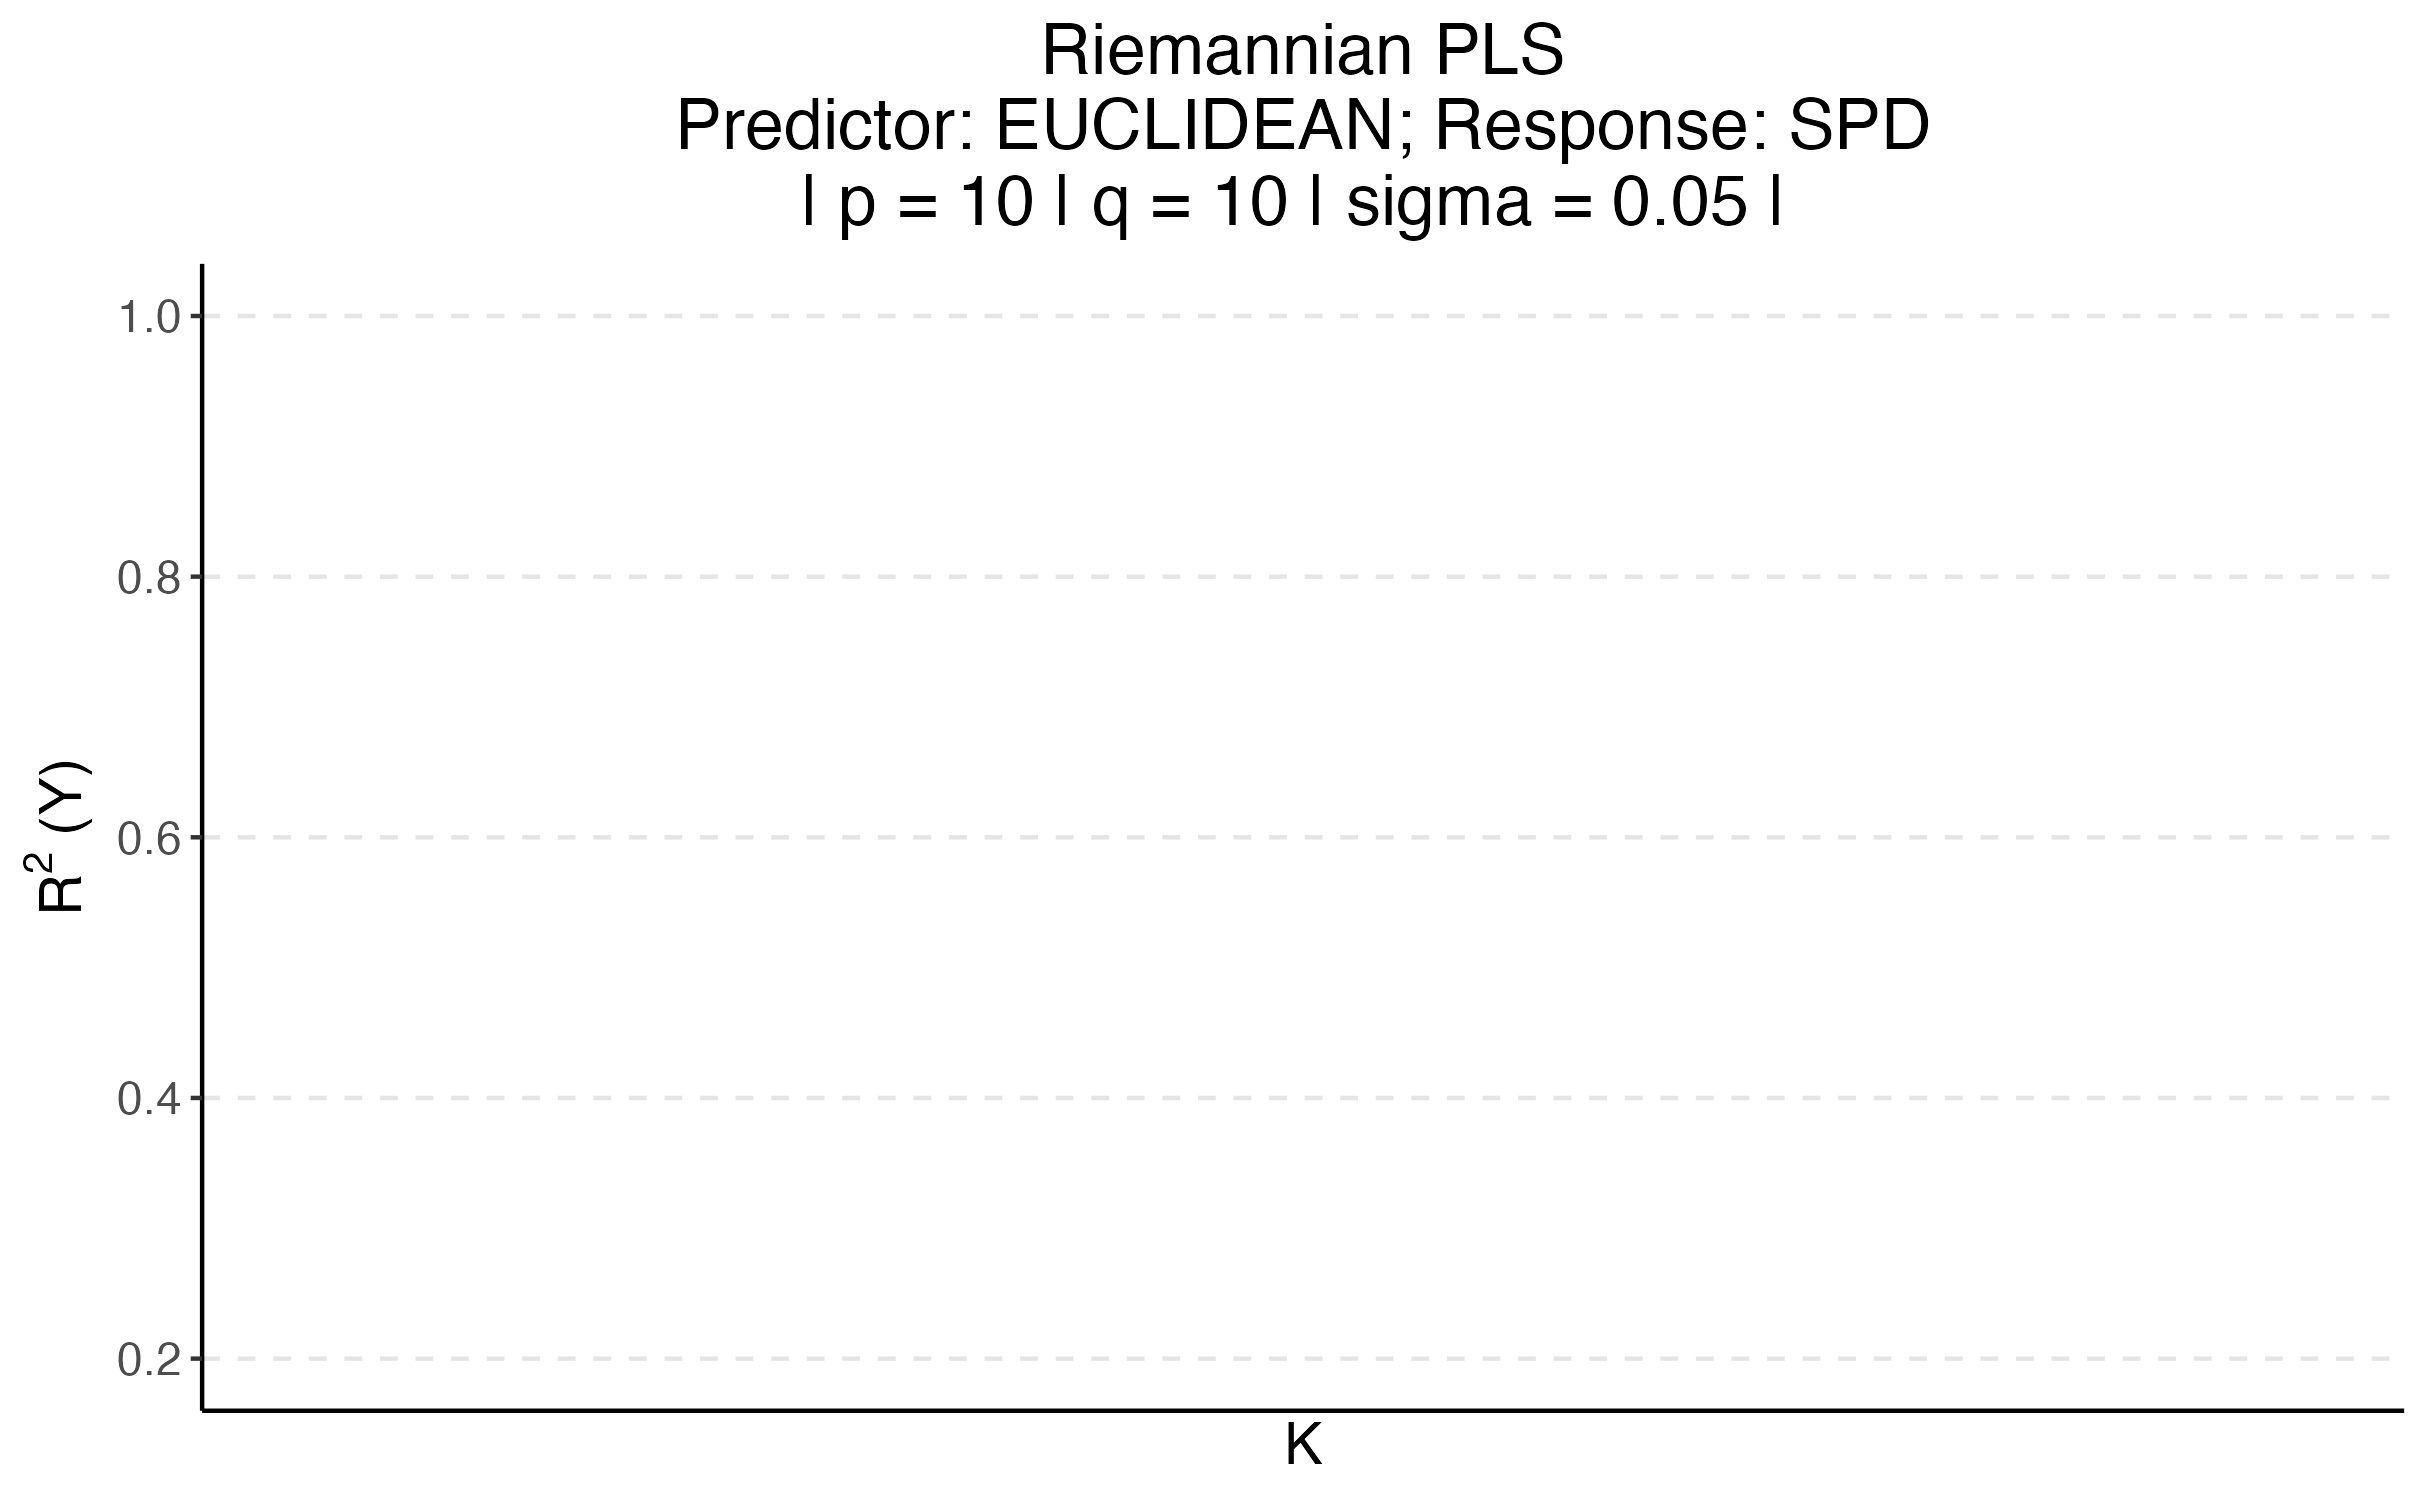 Riemannian PLS
Predictor: EUCLIDEAN; Response: SPD
| p = 10 | q = 10 | sigma = 0.05 |
1.0
0.8
0.6
0.4
0.2
R² (Y)
K